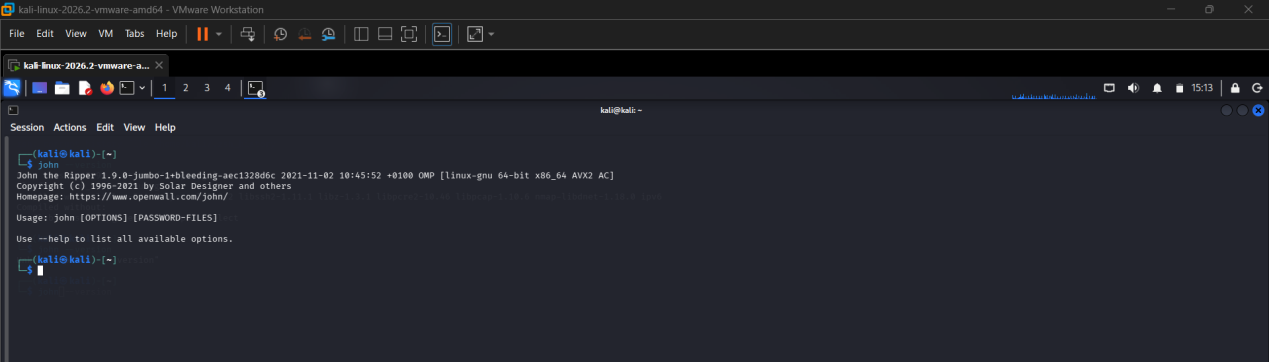 kali-linux-2026.2-vmware-amd64 - VMware Workstation
File Edit View VM Tabs Help
kali-linux-2026.2-vmware-a...
1 2 3 4 15:13
kali@kali: ~
Session Actions Edit View Help
┌──(kali㉿kali)-[~]
└─$ john
John the Ripper 1.9.0-jumbo-1+bleeding-aec1328d6c 2021-11-02 10:45:52 +0100 OMP [linux-gnu 64-bit x86_64 AVX2 AC]
Copyright (c) 1996-2021 by Solar Designer and others
Homepage: https://www.openwall.com/john/
Usage: john [OPTIONS] [PASSWORD-FILES]
Use --help to list all available options.
┌──(kali㉿kali)-[~]
└─$